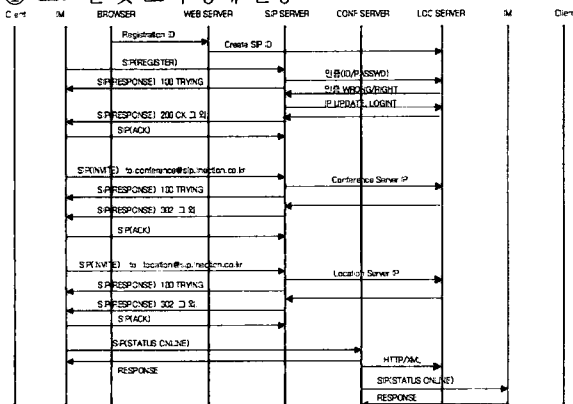 Client IM BROWSER WEB SERVER SIP SERVER CONF SERVER LOC SERVER IM Client
Registration ID
Create SIP ID
SIP(REGISTER)
인증(ID/PASSWD)
SIP(RESPONSE) 100 TRYING
인증 WRONG/RIGHT
IP UPDATE, LOGINT
SIP(RESPONSE) 200 OK 그 외
SIP(ACK)
SIP(INVITE) to conference@sip.inection.co.kr
Conference Server IP
SIP(RESPONSE) 100 TRYING
SIP(RESPONSE) 302 그 외
SIP(ACK)
SIP(INVITE) to location@sip.inection.co.kr
Location Server IP
SIP(RESPONSE) 100 TRYING
SIP(RESPONSE) 302 그 외
SIP(ACK)
SIP(STATUS ONLINE)
HTTP/XML
RESPONSE
SIP(STATUS ONLINE)
RESPONSE